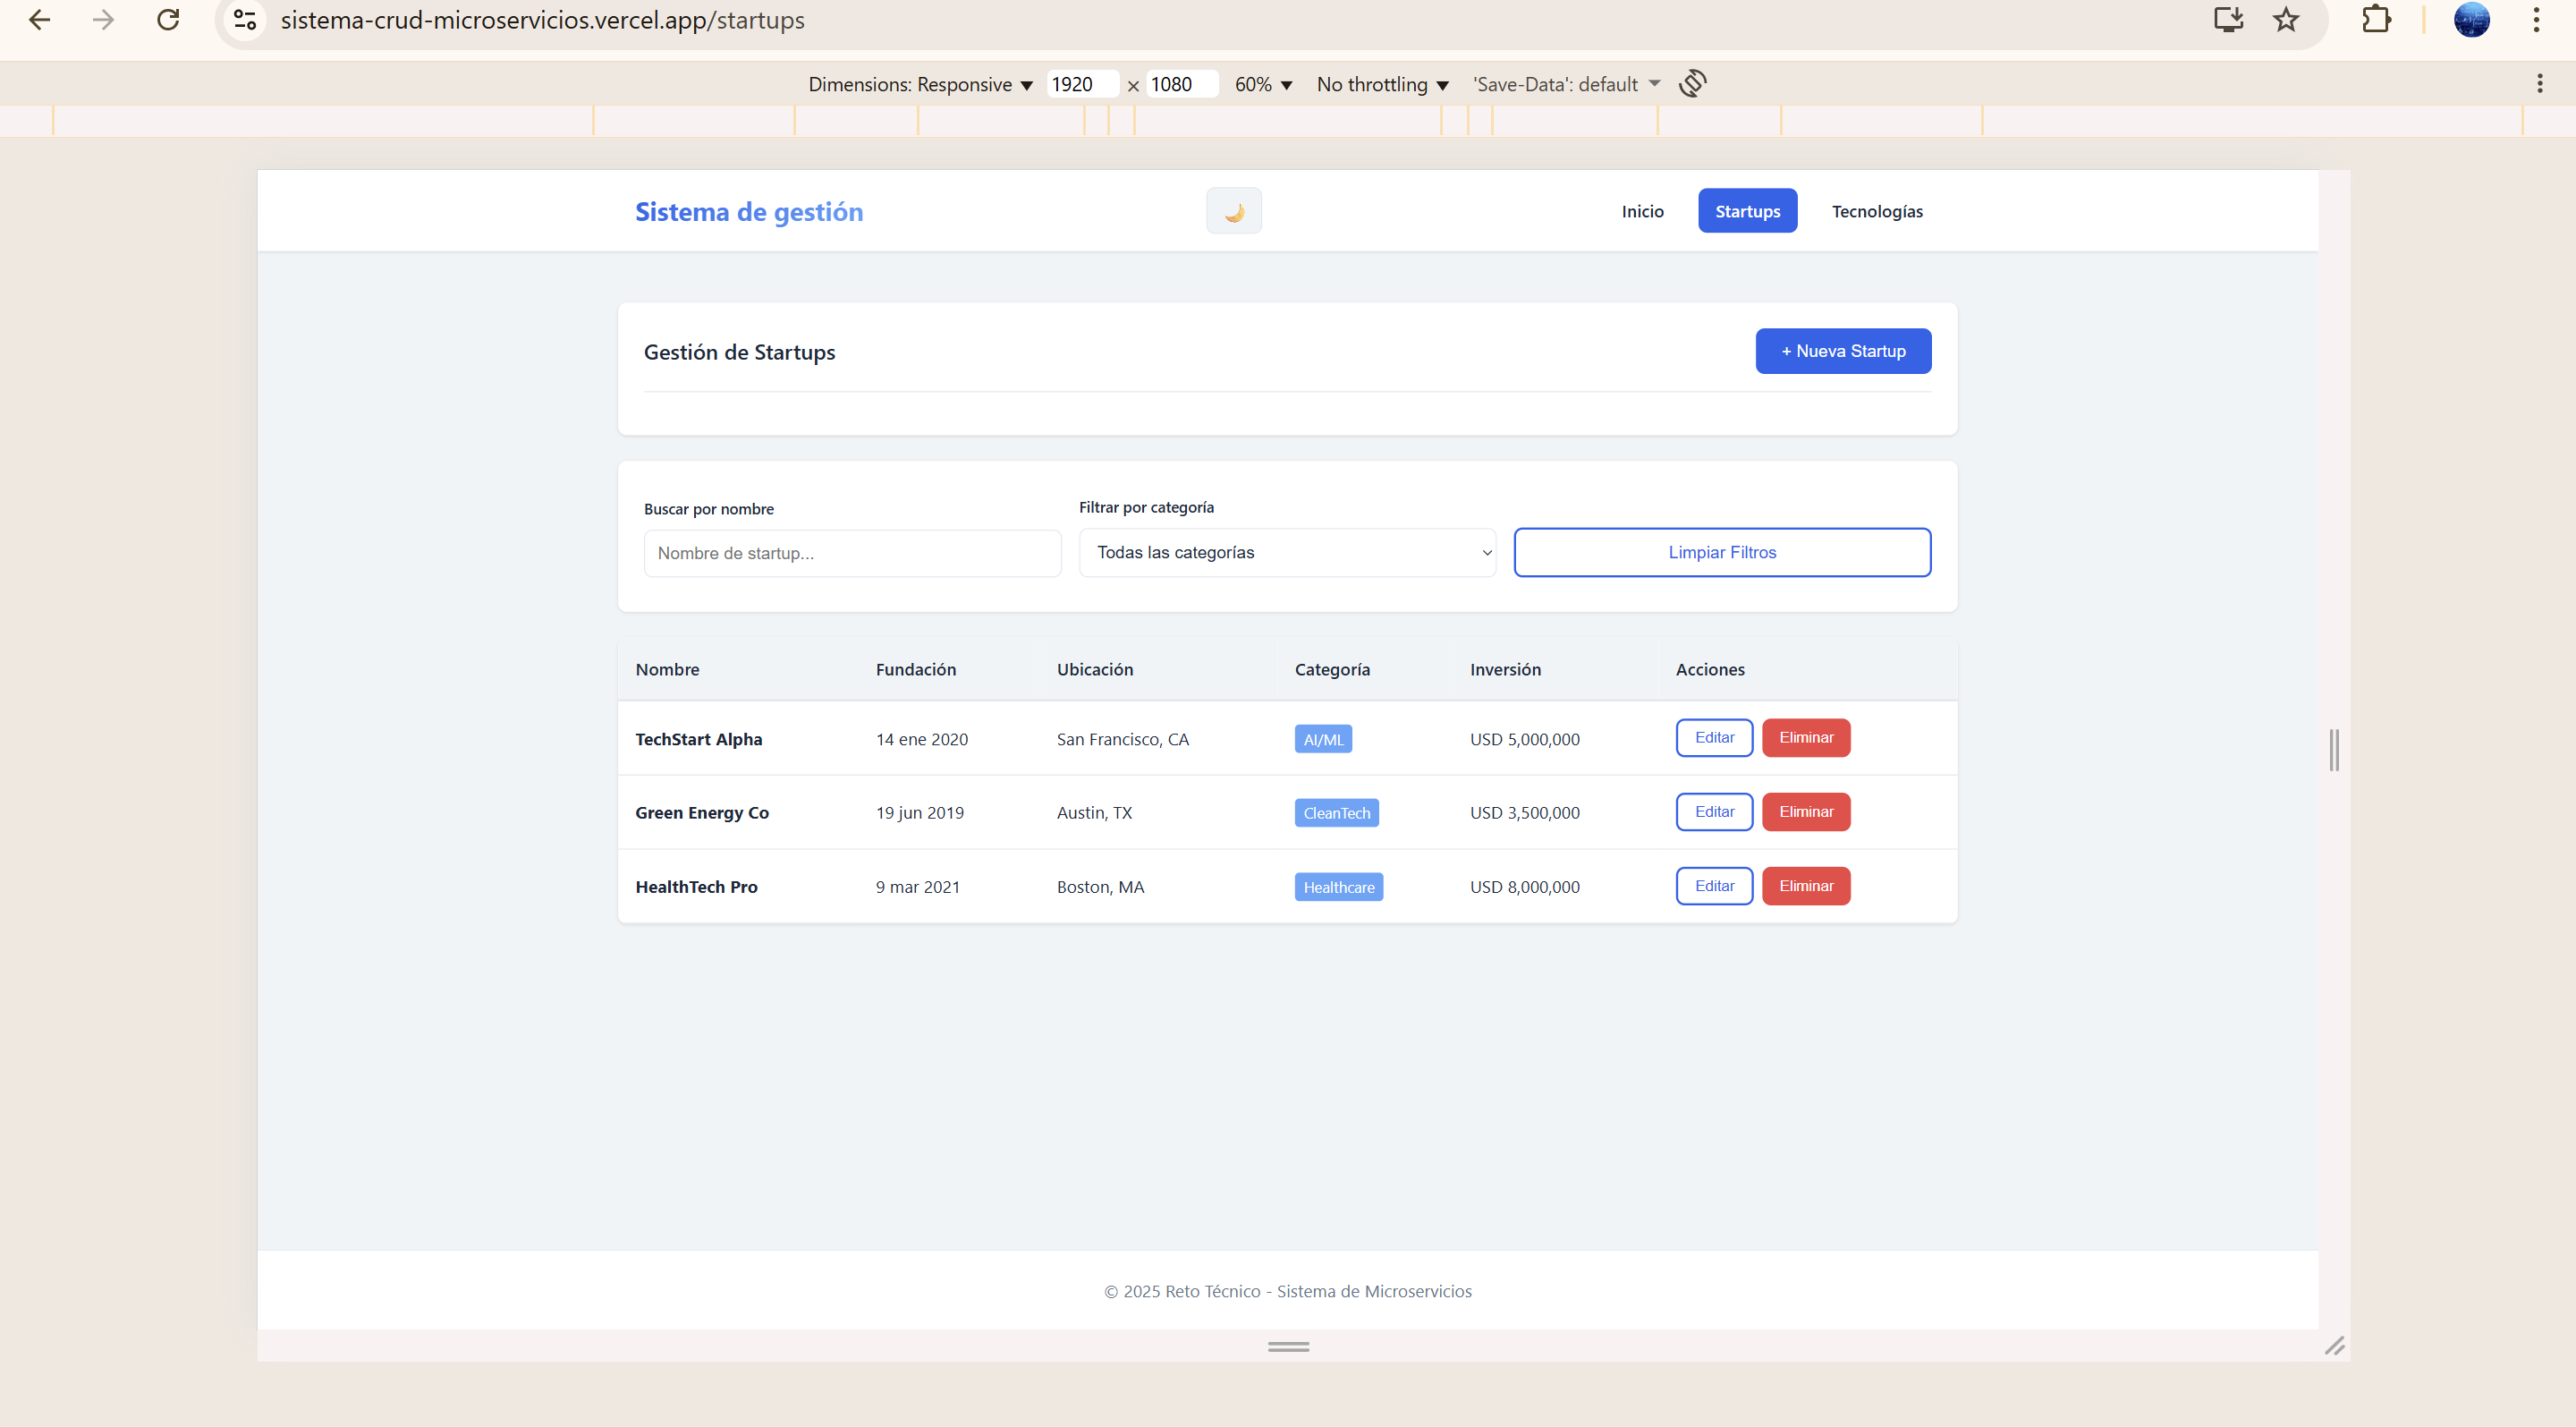 sistema-crud-microservicios.vercel.app/startups
Dimensions: Responsive 1920 × 1080 60% No throttling 'Save-Data': default
Sistema de gestión Inicio Startups Tecnologías
Gestión de Startups + Nueva Startup
Buscar por nombre Filtrar por categoría
Nombre de startup... Todas las categorías Limpiar Filtros
Nombre Fundación Ubicación Categoría Inversión Acciones
TechStart Alpha 14 ene 2020 San Francisco, CA AI/ML USD 5,000,000 Editar Eliminar
Green Energy Co 19 jun 2019 Austin, TX CleanTech USD 3,500,000 Editar Eliminar
HealthTech Pro 9 mar 2021 Boston, MA Healthcare USD 8,000,000 Editar Eliminar
© 2025 Reto Técnico - Sistema de Microservicios